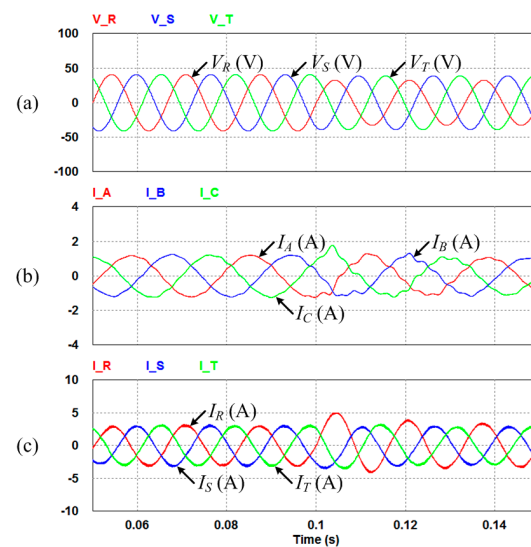 V_R V_S V_T
100
50
0
-50
-100
V_R (V) V_S (V) V_T (V)
(a)
I_A I_B I_C
4
2
0
-2
-4
I_A (A) I_B (A)
I_C (A)
(b)
I_R I_S I_T
10
5
0
-5
-10
I_R (A)
I_S (A) I_T (A)
(c)
0.06 0.08 0.1 0.12 0.14
Time (s)